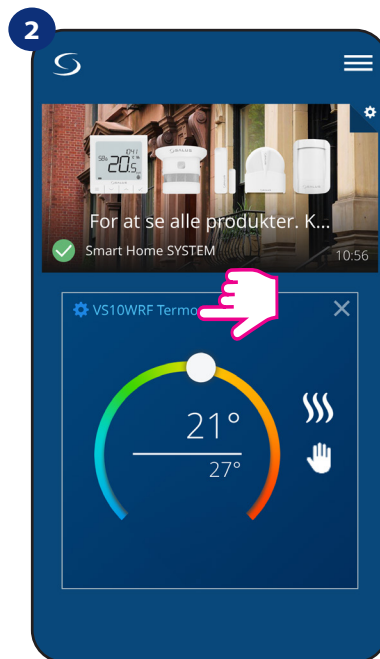 2
For at se alle produkter. K...
Smart Home SYSTEM
10:56
VS10WRF Termo
21°
27°